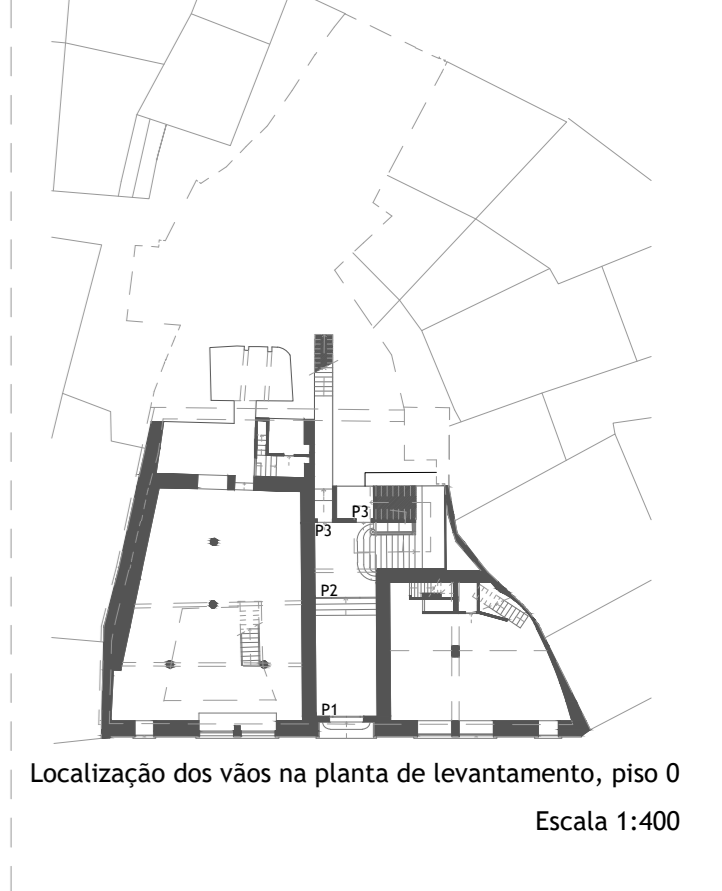 P3
P3
P2
P1
Localização dos vãos na planta de levantamento, piso 0
Escala 1:400